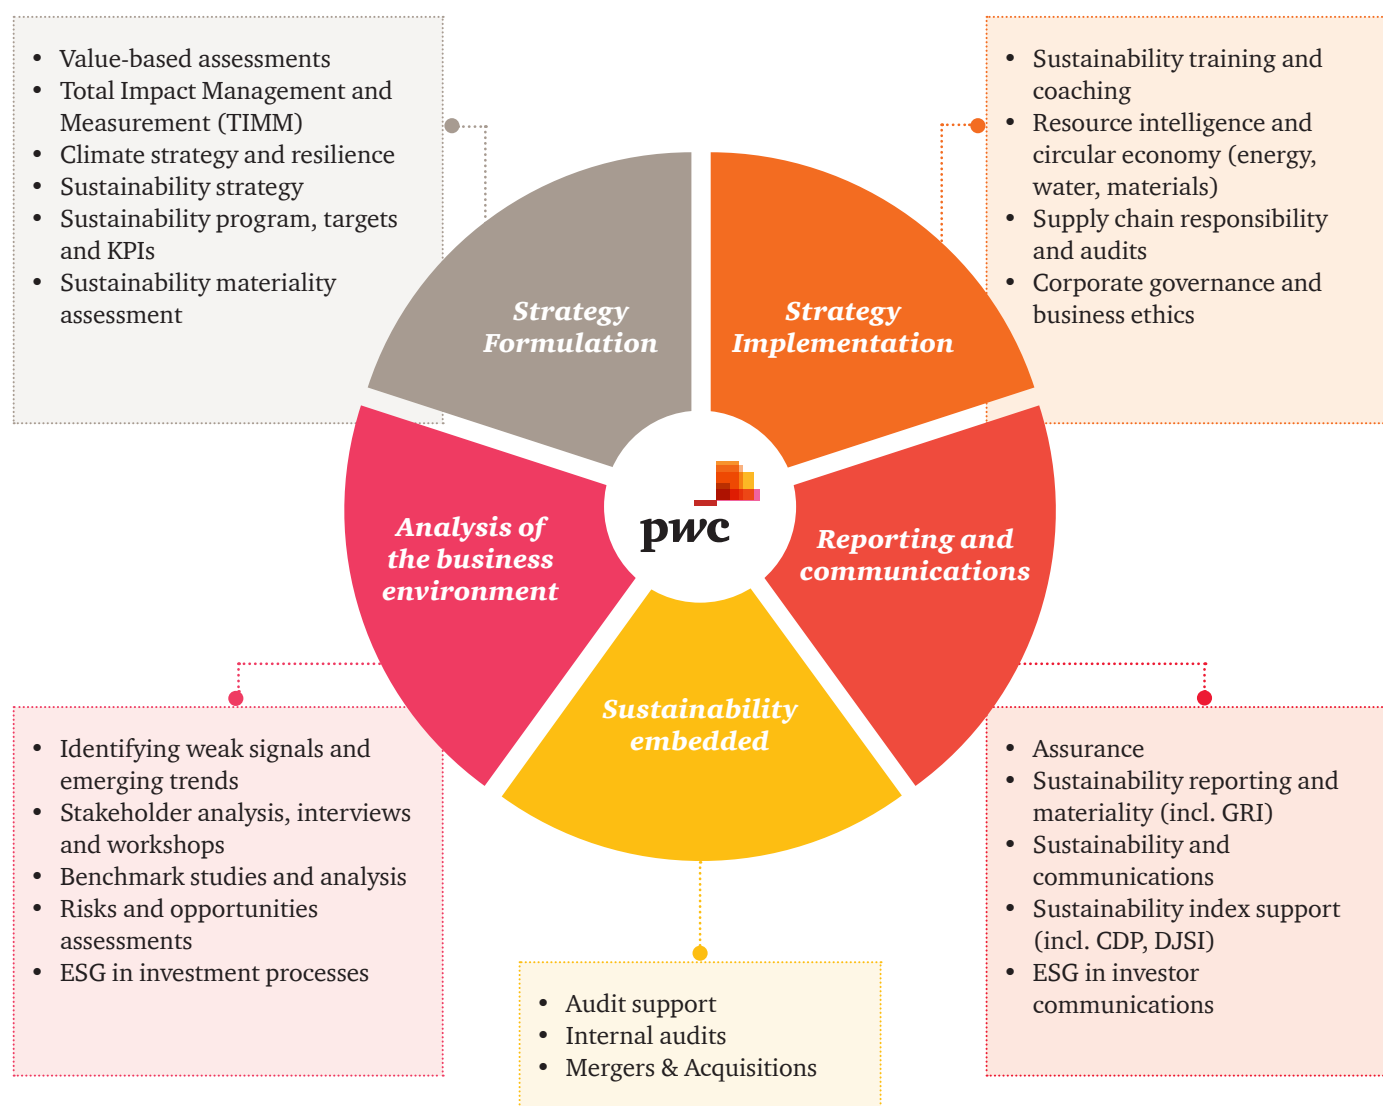 • Value-based assessments
• Total Impact Management and
Measurement (TIMM)
• Climate strategy and resilience
• Sustainability strategy
• Sustainability program, targets
and KPIs
• Sustainability materiality
assessment
• Sustainability training and
coaching
• Resource intelligence and
circular economy (energy,
water, materials)
• Supply chain responsibility
and audits
• Corporate governance and
business ethics
Strategy
Formulation
Strategy
Implementation
Analysis of
the business
environment
pwc
Reporting and
communications
Sustainability
embedded
• Identifying weak signals and
emerging trends
• Stakeholder analysis, interviews
and workshops
• Benchmark studies and analysis
• Risks and opportunities
assessments
• ESG in investment processes
• Audit support
• Internal audits
• Mergers & Acquisitions
• Assurance
• Sustainability reporting and
materiality (incl. GRI)
• Sustainability and
communications
• Sustainability index support
(incl. CDP, DJSI)
• ESG in investor
communications